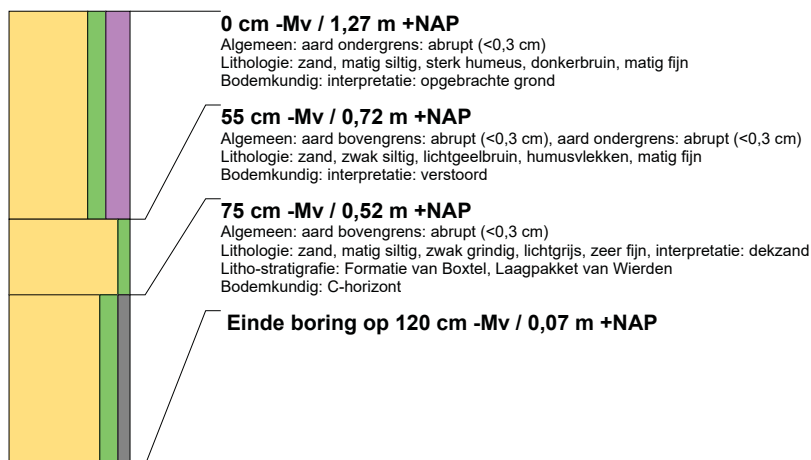 0 cm -Mv / 1,27 m +NAP
Algemeen: aard ondergrens: abrupt (<0,3 cm)
Lithologie: zand, matig siltig, sterk humeus, donkerbruin, matig fijn
Bodemkundig: interpretatie: opgebrachte grond
55 cm -Mv / 0,72 m +NAP
Algemeen: aard bovengrens: abrupt (<0,3 cm), aard ondergrens: abrupt (<0,3 cm)
Lithologie: zand, zwak siltig, lichtgeelbruin, humusvlekken, matig fijn
Bodemkundig: interpretatie: verstoord
75 cm -Mv / 0,52 m +NAP
Algemeen: aard bovengrens: abrupt (<0,3 cm)
Lithologie: zand, matig siltig, zwak grindig, lichtgrijs, zeer fijn, interpretatie: dekzand
Litho-stratigrafie: Formatie van Boxtel, Laagpakket van Wierden
Bodemkundig: C-horizont
Einde boring op 120 cm -Mv / 0,07 m +NAP